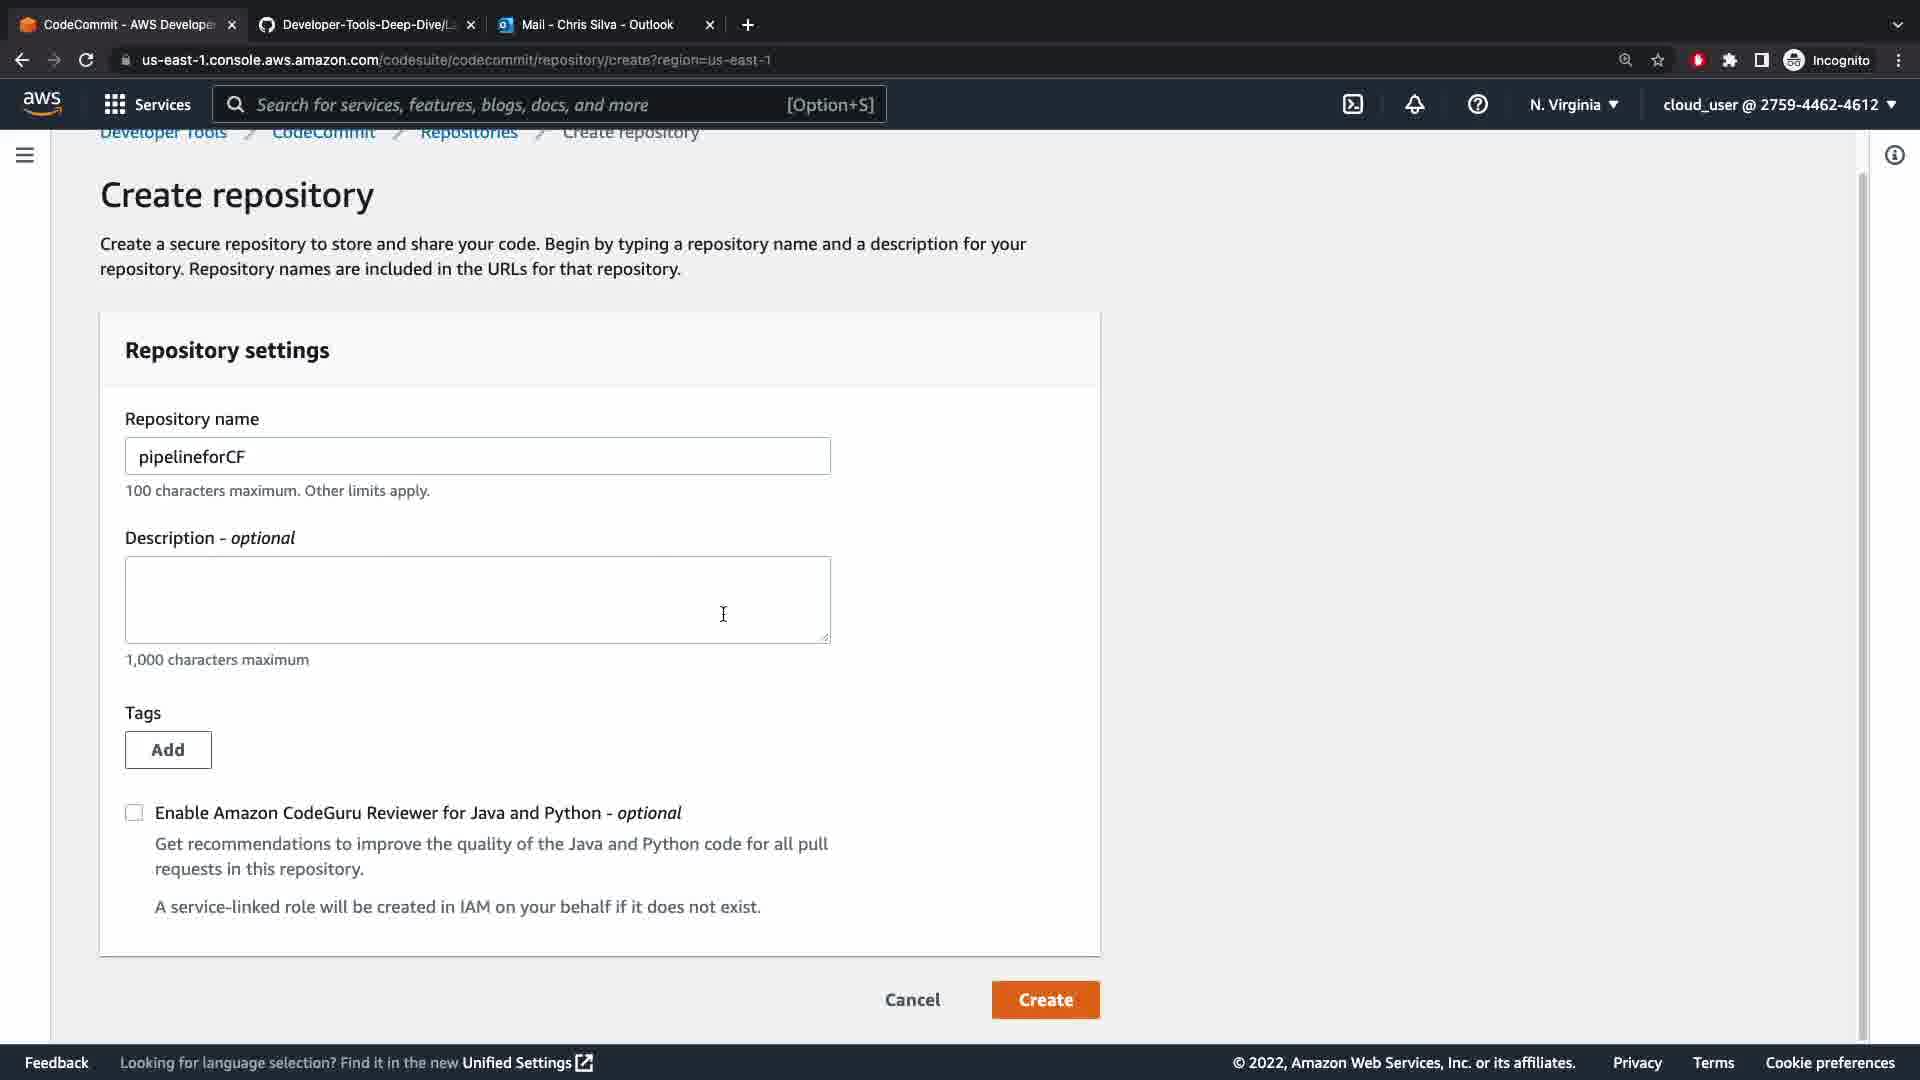 CodeCommit - AWS Developer
Developer-Tools-Deep-Dive/La
Mail - Chris Silva - Outlook
us-east-1.console.aws.amazon.com/codesuite/codecommit/repository/create?region=us-east-1
Incognito
aws
Services
Search for services, features, blogs, docs, and more
[Option+S]
N. Virginia
cloud_user @ 2759-4462-4612
Developer Tools
CodeCommit
Repositories
Create repository
Create repository
Create a secure repository to store and share your code. Begin by typing a repository name and a description for your
repository. Repository names are included in the URLs for that repository.
Repository settings
Repository name
pipelineforCF
100 characters maximum. Other limits apply.
Description - optional
1,000 characters maximum
Tags
Add
Enable Amazon CodeGuru Reviewer for Java and Python - optional
Get recommendations to improve the quality of the Java and Python code for all pull
requests in this repository.
A service-linked role will be created in IAM on your behalf if it does not exist.
Cancel
Create
Feedback
Looking for language selection? Find it in the new Unified Settings
© 2022, Amazon Web Services, Inc. or its affiliates.
Privacy
Terms
Cookie preferences